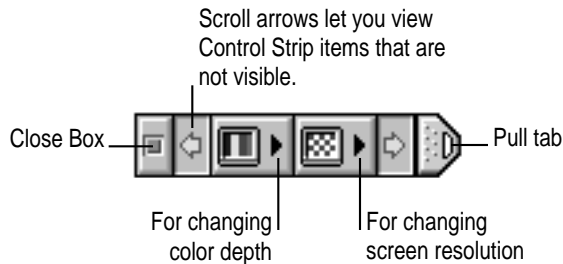 Scroll arrows let you view
Control Strip items that are
not visible.
Close Box
Pull tab
For changing
color depth
For changing
screen resolution